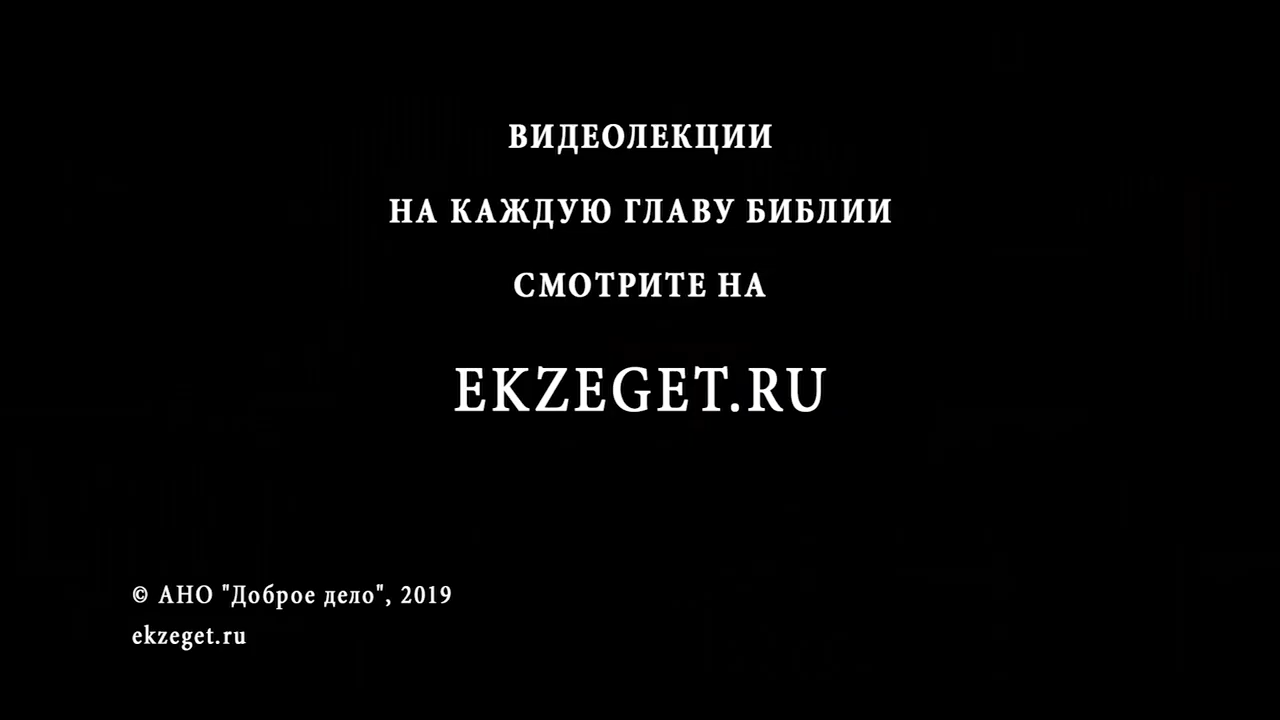 ВИДЕОЛЕКЦИИ
НА КАЖДУЮ ГЛАВУ БИБЛИИ
СМОТРИТЕ НА
EKZEGET.RU
© АНО "Доброе дело", 2019
ekzeget.ru